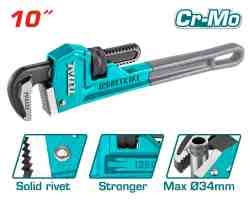 10"
Cr-Mo
TOTAL
Solid rivet
Stronger
Max Ø34mm